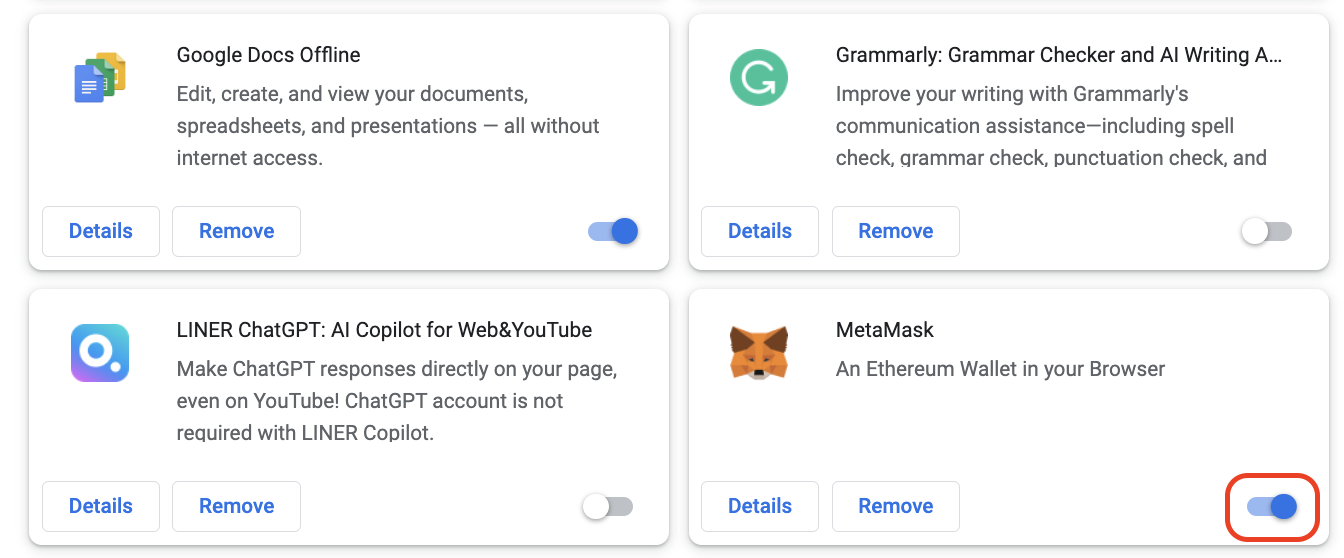 Google Docs Offline
Edit, create, and view your documents,
spreadsheets, and presentations — all without
internet access.
Details
Remove
Grammarly: Grammar Checker and AI Writing A...
Improve your writing with Grammarly's
communication assistance—including spell
check, grammar check, punctuation check, and
Details
Remove
LINER ChatGPT: AI Copilot for Web&YouTube
Make ChatGPT responses directly on your page,
even on YouTube! ChatGPT account is not
required with LINER Copilot.
Details
Remove
MetaMask
An Ethereum Wallet in your Browser
Details
Remove